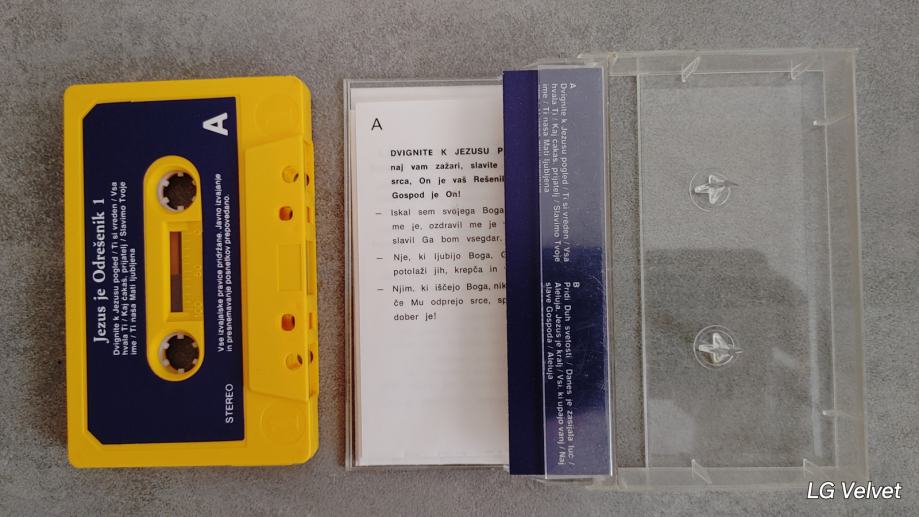 Jezus je Odrešenik 1
Dvignite k Jezusu pogled / Ti si vreden / Vsa
hvala Ti / Kaj čakaš, prijatelj / Slavimo Tvoje
ime / Ti naša Mati ljubljena
A
Vse izvajalske pravice pridržane. Javno izvajanje
in presnemavanje posnetkov prepovedano.
STEREO
A
DVIGNITE K JEZUSU P
naj vam zažari, slavite
srca, On je vaš Rešenil
Gospod je On!
— Iskal sem svojega Boga
me je, ozdravil me je
slavil Ga bom vsegdar.
— Nje, ki ljubijo Boga,
potolaži jih, krepča in
— Njim, ki iščejo Boga, nik
če Mu odprejo srce, sp
dober je!
A
Dvignite k Jezusu pogled / Ti si vreden / Vsa
hvala Ti / Kaj čakaš, prijatelj / Slavimo Tvoje
ime / Ti naša Mati ljubljena
B
Pridi Duh svetosti / Danes je zasijala luč /
Aleluja, Jezus je kralj / Vsi, ki upajo vanj / Naj
slave Gospoda / Aleluja
LG Velvet